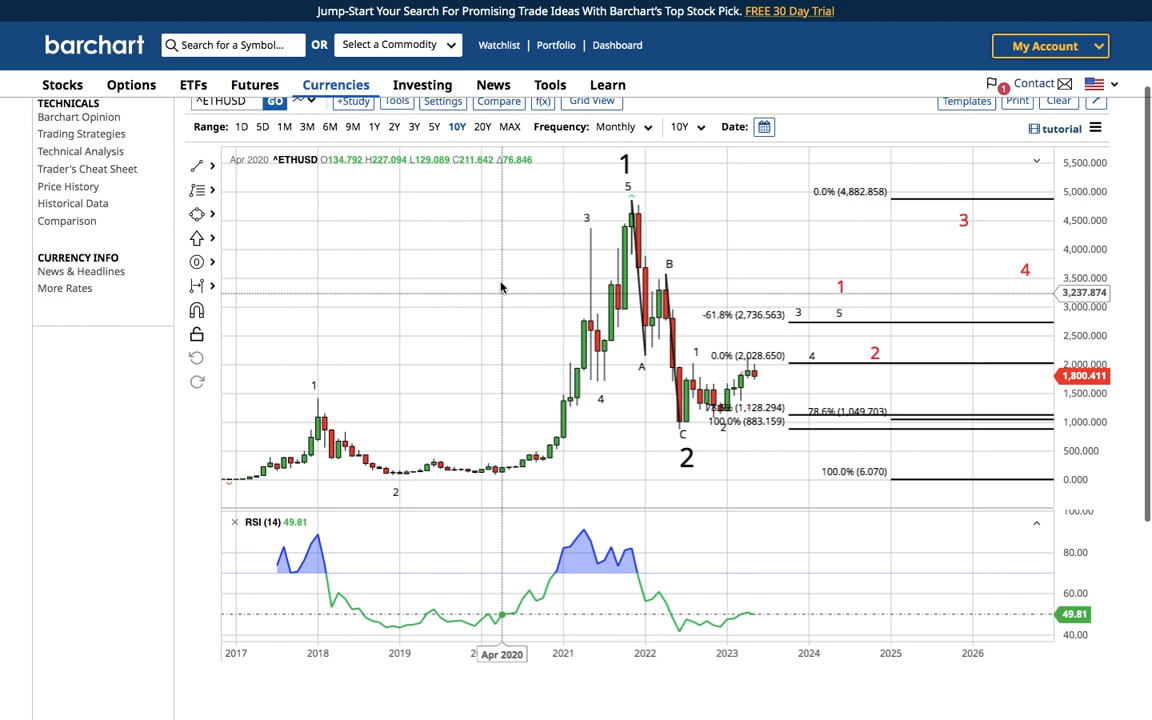 Jump-Start Your Search For Promising Trade Ideas With Barchart's Top Stock Pick. FREE 30 Day Trial
barchart Search for a Symbol... OR Select a Commodity Watchlist | Portfolio | Dashboard My Account
Stocks Options ETFs Futures Currencies Investing News Tools Learn 1 Contact
TECHNICALS
Barchart Opinion
Trading Strategies
Technical Analysis
Trader's Cheat Sheet
Price History
Historical Data
Comparison
CURRENCY INFO
News & Headlines
More Rates
^ETHUSD GO +Study Tools Settings Compare f(x) Grid View Templates Print Clear
Range: 1D 5D 1M 3M 6M 9M 1Y 2Y 3Y 5Y 10Y 20Y MAX Frequency: Monthly 10Y Date: tutorial
Apr 2020 ^ETHUSD O134.792 H227.094 L129.089 C211.642 Δ76.846
1
5
3
B
A
4
1
2
C
2
1
2
0.0% (4,882.858)
3
4
1
-61.8% (2,736.563) 3 5
2
0.0% (2,028.650) 4
(1,128.294) 78.6% (1,049.703)
100.0% (883.159)
100.0% (6.070)
5,500.000
5,000.000
4,500.000
4,000.000
3,500.000
3,237.874
3,000.000
2,500.000
2,000.000
1,800.411
1,500.000
1,000.000
500.000
0.000
RSI (14) 49.81
100.00
80.00
60.00
49.81
40.00
2017 2018 2019 Apr 2020 2021 2022 2023 2024 2025 2026